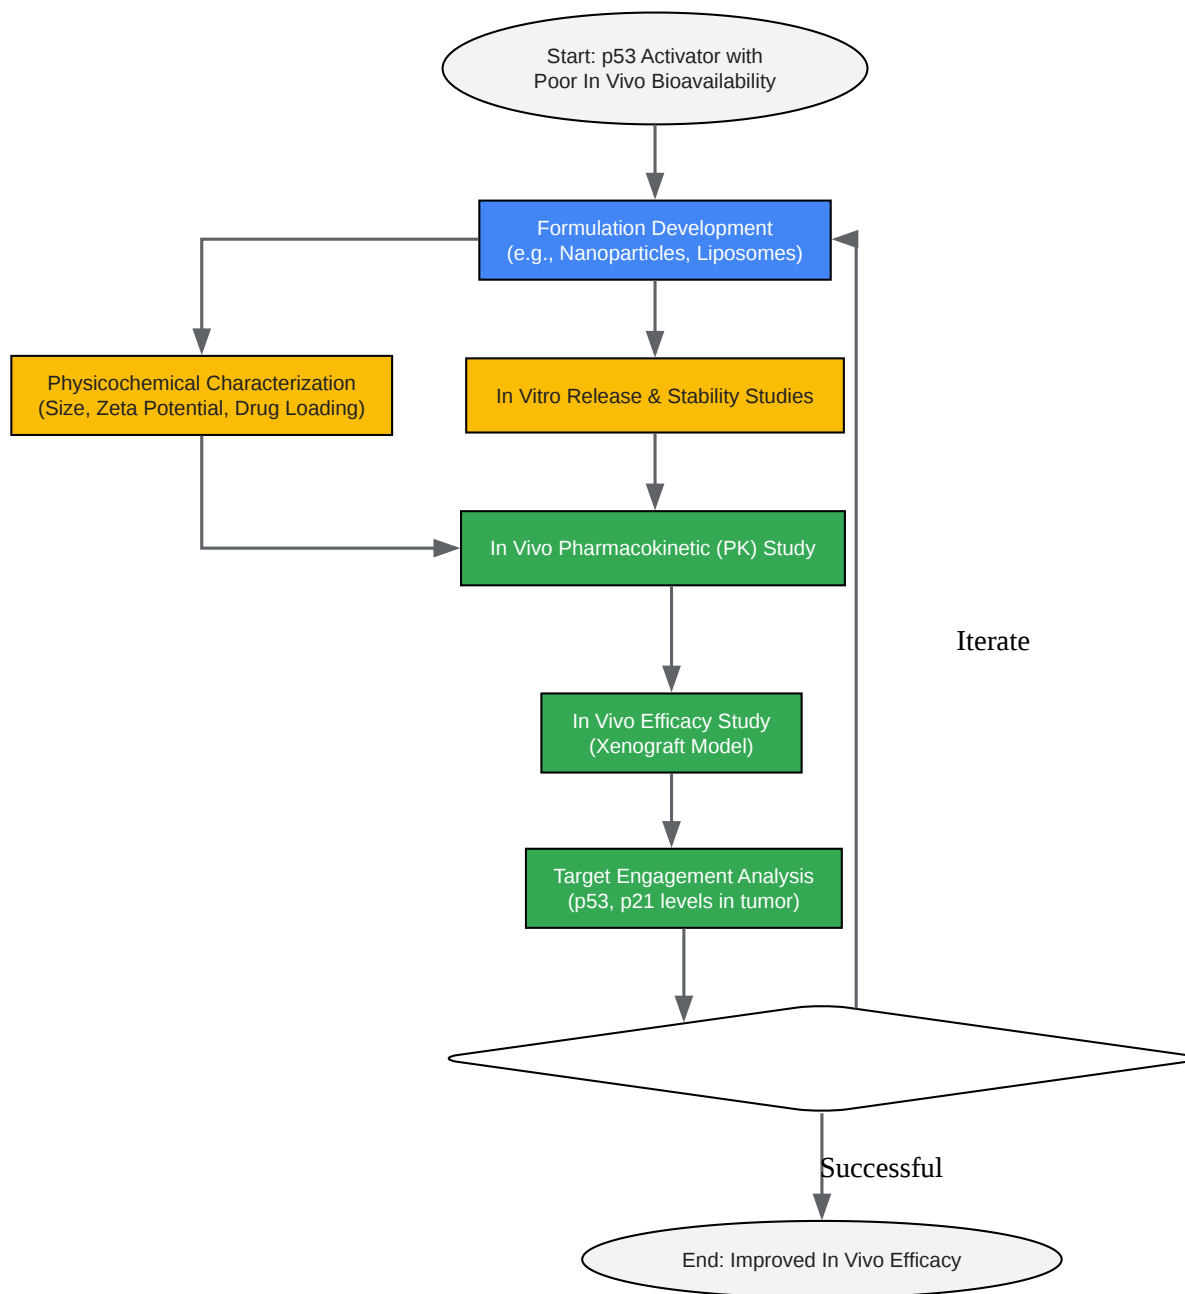 Start: p53 Activator with
Poor In Vivo Bioavailability
Formulation Development
(e.g., Nanoparticles, Liposomes)
Physicochemical Characterization
(Size, Zeta Potential, Drug Loading)
In Vitro Release & Stability Studies
In Vivo Pharmacokinetic (PK) Study
Iterate
In Vivo Efficacy Study
(Xenograft Model)
Target Engagement Analysis
(p53, p21 levels in tumor)
Successful
End: Improved In Vivo Efficacy